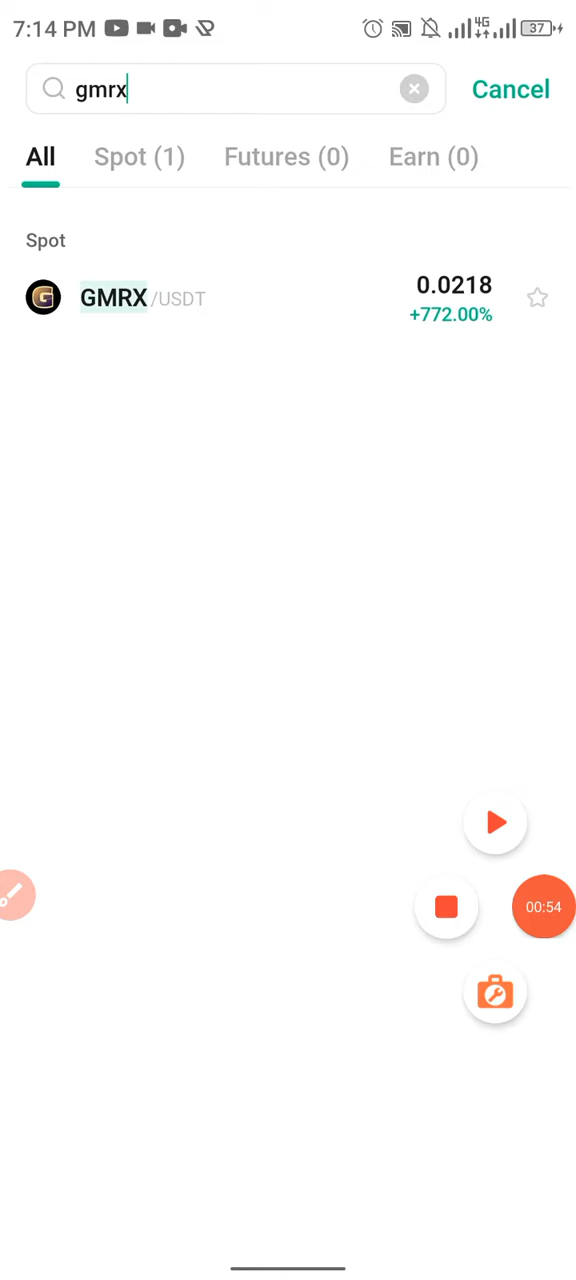 7:14 PM 4G 37
gmrx Cancel
All Spot (1) Futures (0) Earn (0)
Spot
GMRX/USDT 0.0218
+772.00%
00:54